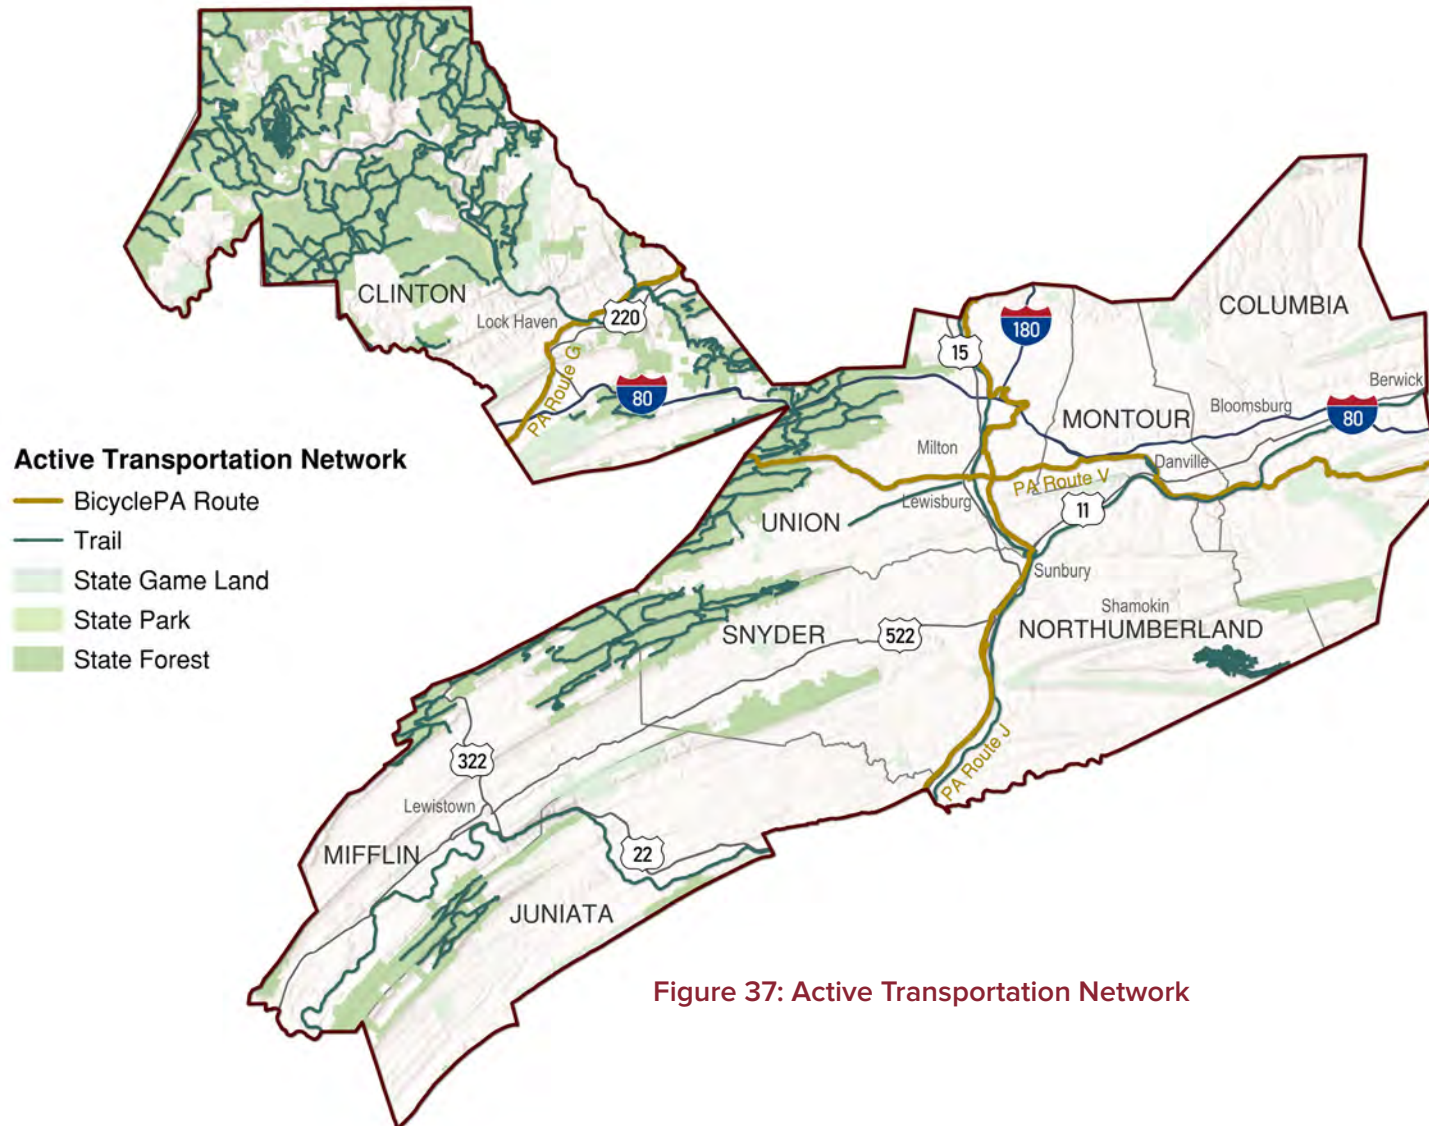 CLINTON
Lock Haven
220
PA Route G
80
15
180
COLUMBIA
Berwick
Bloomsburg
80
MONTOUR
Milton
Danville
PA Route V
Lewisburg
11
UNION
Sunbury
Shamokin
SNYDER
522
NORTHUMBERLAND
322
PA Route J
Lewistown
MIFFLIN
22
JUNIATA
Active Transportation Network
BicyclePA Route
Trail
State Game Land
State Park
State Forest
Figure 37: Active Transportation Network